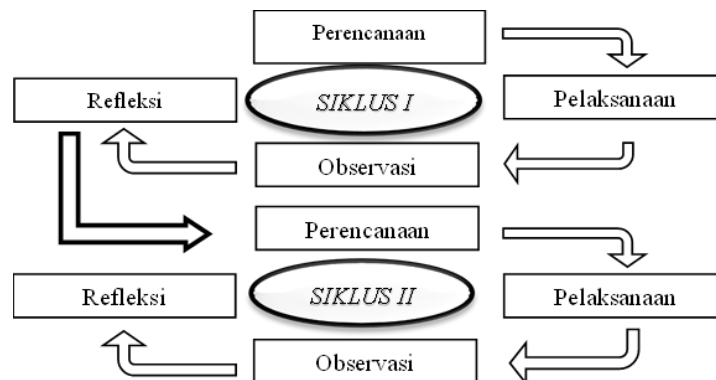 Perencanaan
Refleksi
SIKLUS I
Pelaksanaan
Observasi
Perencanaan
Refleksi
SIKLUS II
Pelaksanaan
Observasi